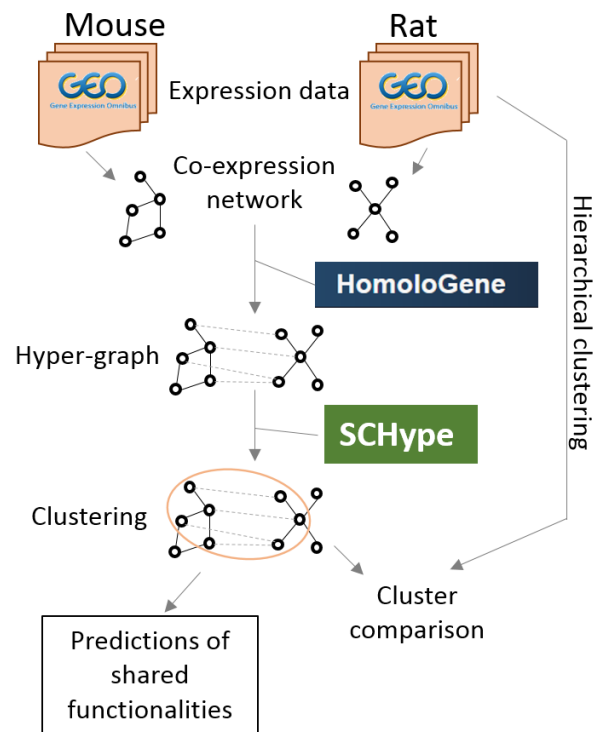 Mouse
Rat
GEO
Gene Expression Omnibus
Expression data
GEO
Gene Expression Omnibus
Co-expression
network
HomoloGene
Hierarchical clustering
Hyper-graph
SCHype
Clustering
Cluster
comparison
Predictions of
shared
functionalities